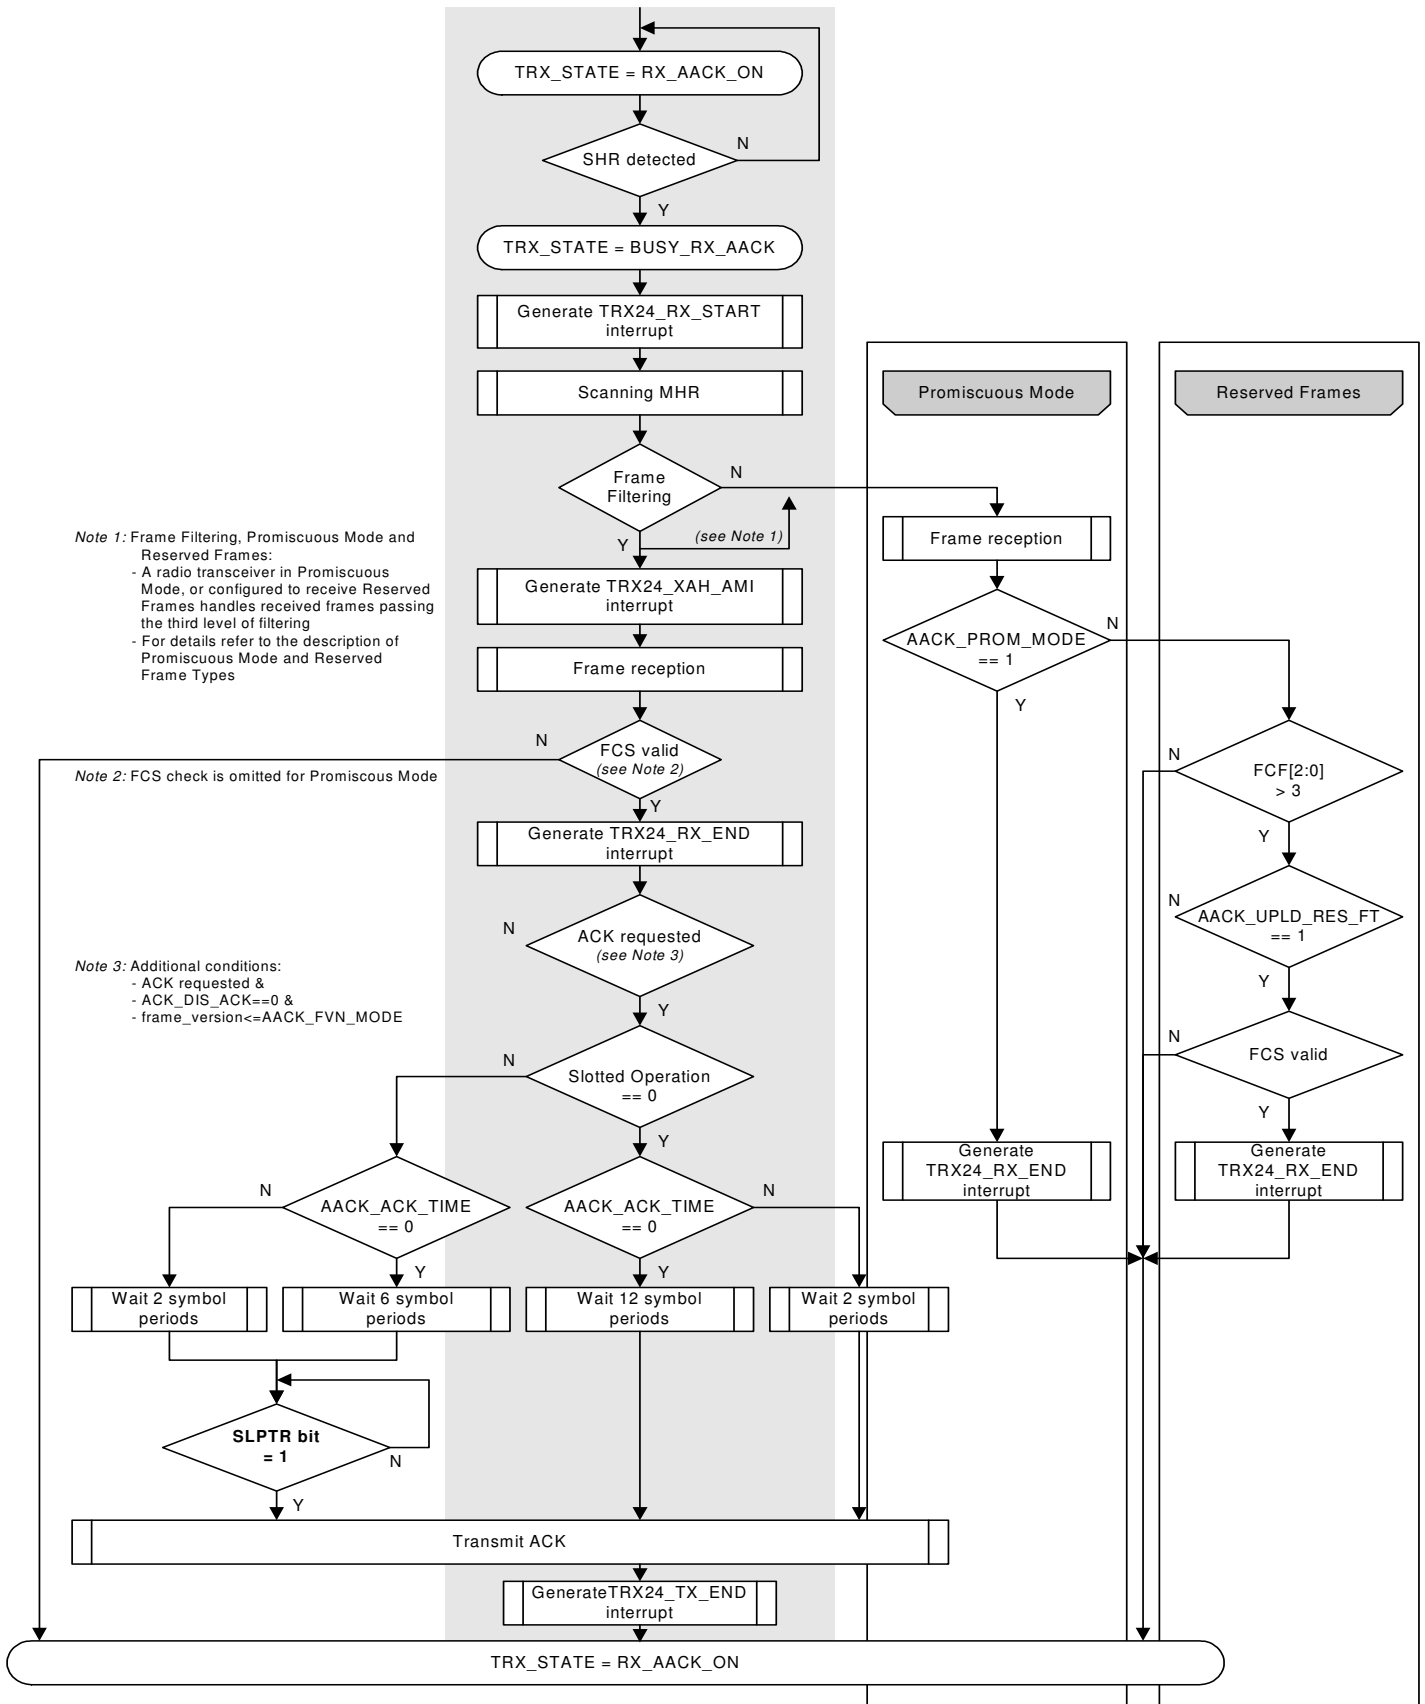 TRX_STATE = RX_AACK_ON
N
SHR detected
Y
TRX_STATE = BUSY_RX_AACK
Generate TRX24_RX_START
interrupt
Scanning MHR
Promiscuous Mode
Reserved Frames
N
Frame
Filtering
Note 1: Frame Filtering, Promiscuous Mode and
Reserved Frames:
- A radio transceiver in Promiscuous
Mode, or configured to receive Reserved
Frames handles received frames passing
the third level of filtering
- For details refer to the description of
Promiscuous Mode and Reserved
Frame Types
(see Note 1)
Y
Frame reception
Generate TRX24_XAH_AMI
interrupt
N
AACK_PROM_MODE
== 1
Frame reception
Y
N
FCS valid
(see Note 2)
N
FCF[2:0]
> 3
Note 2: FCS check is omitted for Promiscous Mode
Y
Generate TRX24_RX_END
interrupt
Y
N
ACK requested
(see Note 3)
N
AACK_UPLD_RES_FT
== 1
Note 3: Additional conditions:
- ACK requested &
- ACK_DIS_ACK==0 &
- frame_version<=AACK_FVN_MODE
Y
Y
N
Slotted Operation
== 0
N
FCS valid
Y
Y
Generate
TRX24_RX_END
interrupt
Generate
TRX24_RX_END
interrupt
N
AACK_ACK_TIME
== 0
AACK_ACK_TIME
== 0
N
Y
Y
Wait 2 symbol
periods
Wait 6 symbol
periods
Wait 12 symbol
periods
Wait 2 symbol
periods
SLPTR bit
= 1
N
Y
Transmit ACK
GenerateTRX24_TX_END
interrupt
TRX_STATE = RX_AACK_ON